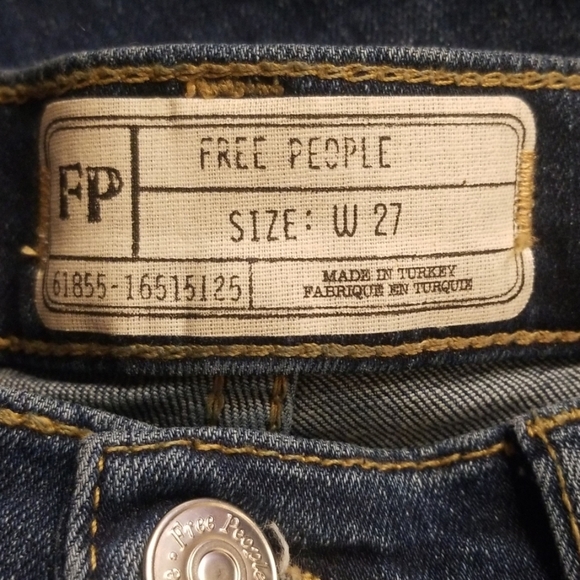 FP
FREE PEOPLE
SIZE: W 27
61855-16515125
MADE IN TURKEY
FABRIQUE EN TURQUIE
Free People